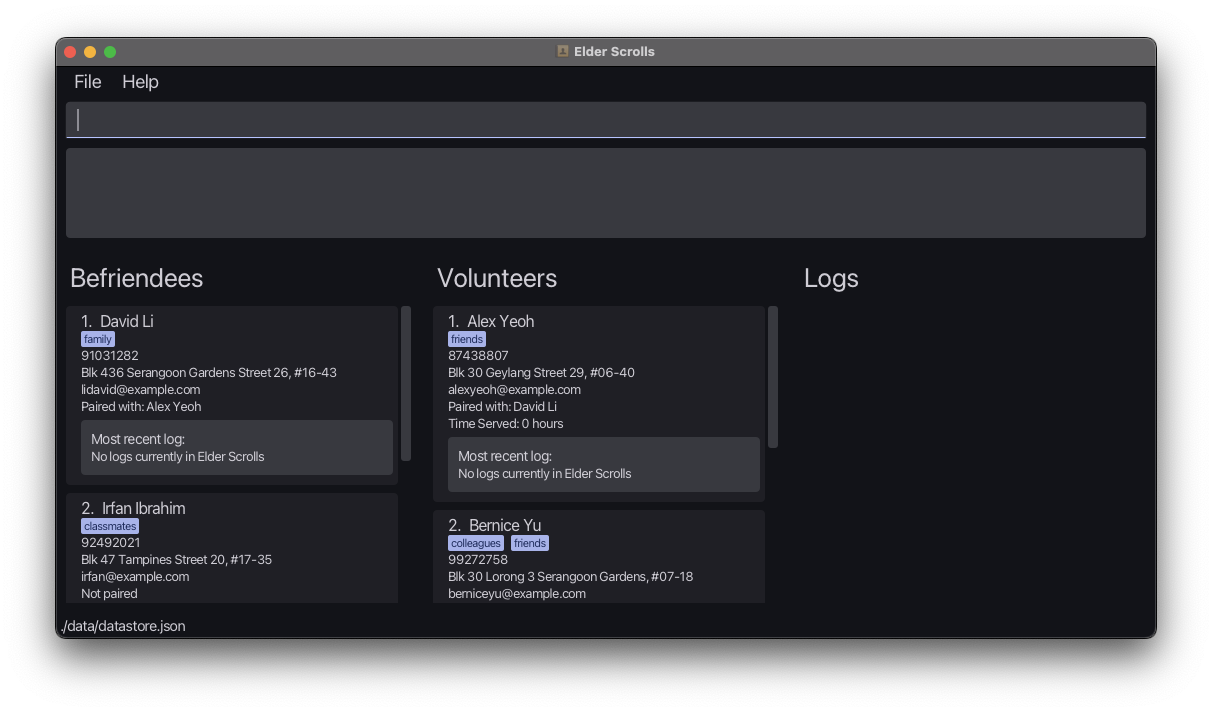 Elder Scrolls
File Help
Befriendees
1. David Li
family
91031282
Blk 436 Serangoon Gardens Street 26, #16-43
lidavid@example.com
Paired with: Alex Yeoh
Most recent log:
No logs currently in Elder Scrolls
2. Irfan Ibrahim
classmates
92492021
Blk 47 Tampines Street 20, #17-35
irfan@example.com
Not paired
Volunteers
1. Alex Yeoh
friends
87438807
Blk 30 Geylang Street 29, #06-40
alexyeoh@example.com
Paired with: David Li
Time Served: 0 hours
Most recent log:
No logs currently in Elder Scrolls
2. Bernice Yu
colleagues friends
99272758
Blk 30 Lorong 3 Serangoon Gardens, #07-18
berniceyu@example.com
Logs
./data/datastore.json